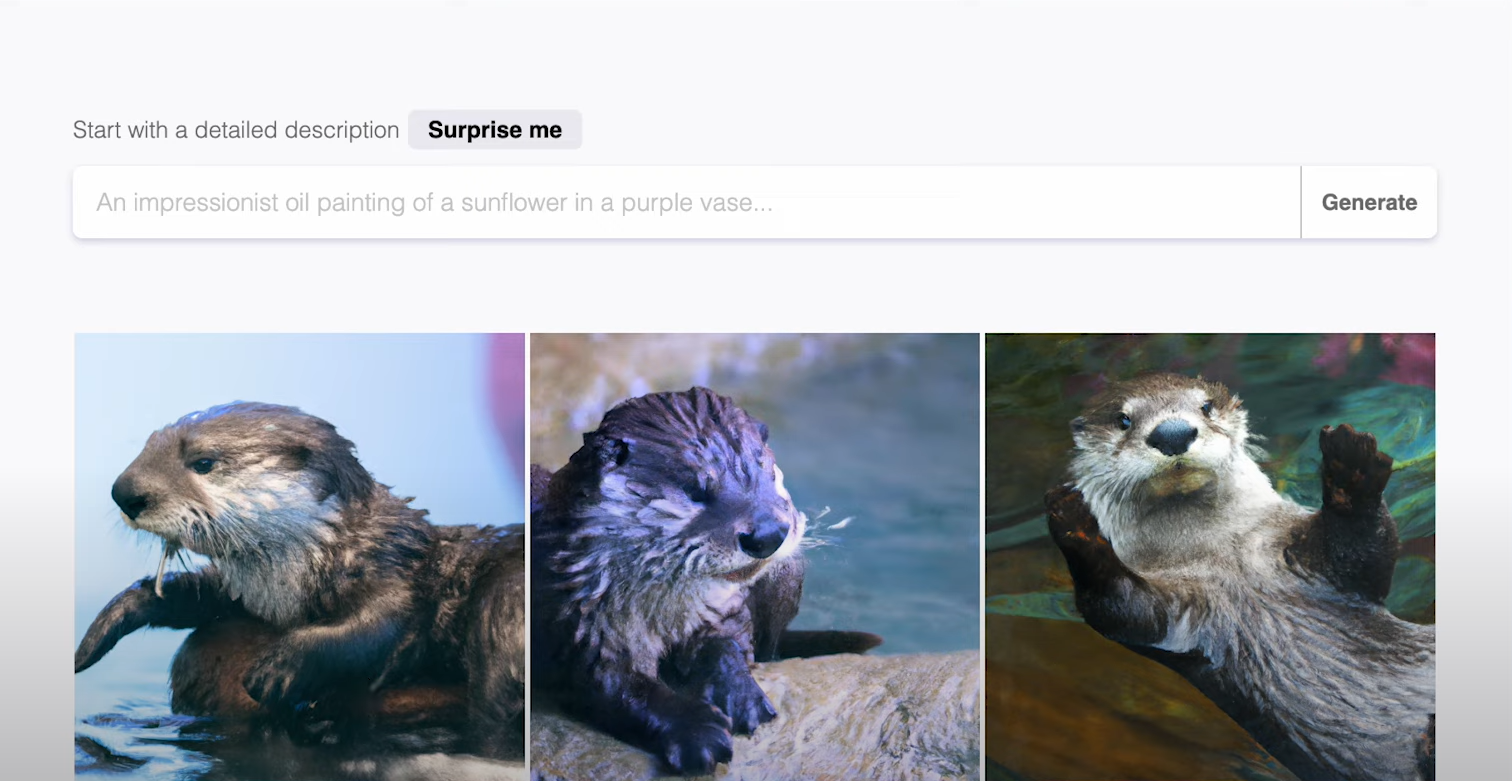 Start with a detailed description Surprise me
An impressionist oil painting of a sunflower in a purple vase... Generate